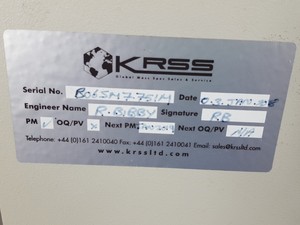 KRSS
Global Mass Spec Sales & Service
Serial No. Date
Engineer Name R. BIBBY Signature RB
PM ✓ OQ/PV x Next PM Next OQ/PV N/A
Telephone: +44 (0)161 2410040 Fax: +44 (0)161 2410041 Email: sales@krssltd.com
www.krssltd.com